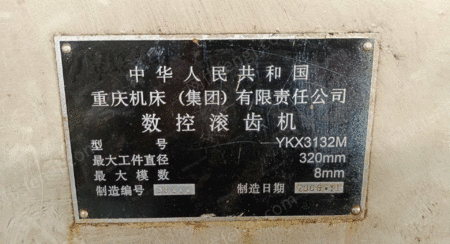 中华人民共和国
重庆机床(集团)有限责任公司
数控滚齿机
型号 YKX3132M
最大工件直径 320mm
最大模数 8mm
制造编号 制造日期